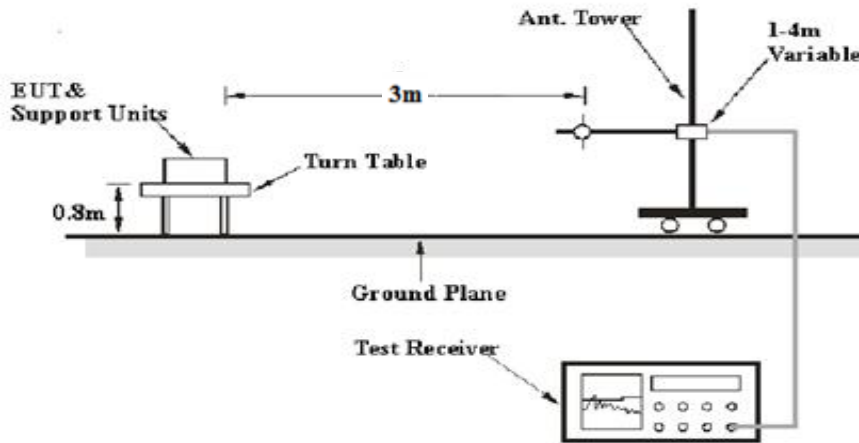 Ant. Tower
1-4m
Variable
EUT &
Support Units
3m
Turn Table
0.8m
Ground Plane
Test Receiver